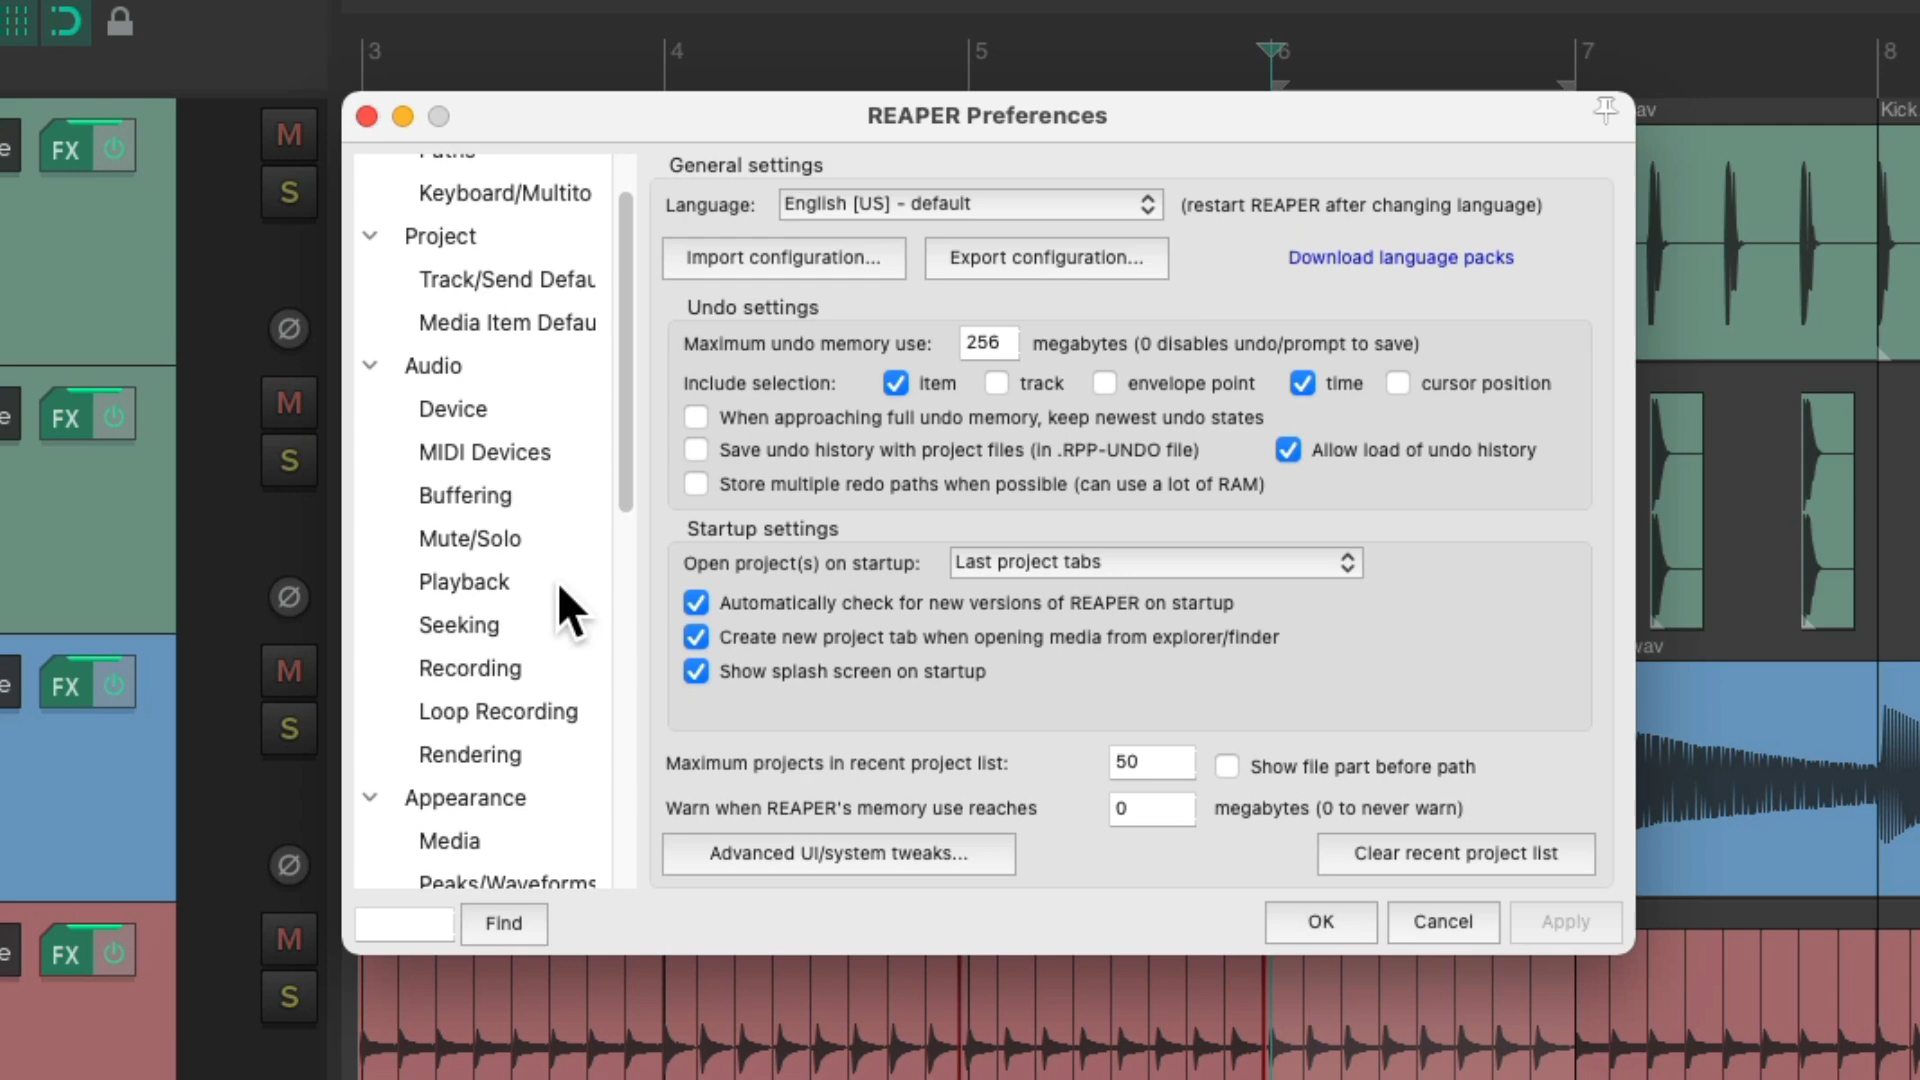 3 4 5 6 7 8
REAPER Preferences
wav
Kick
Paths
Keyboard/Multito
Project
Track/Send Defau
Media Item Defau
Audio
Device
MIDI Devices
Buffering
Mute/Solo
Playback
Seeking
Recording
Loop Recording
Rendering
Appearance
Media
Peaks/Waveforms
Find
General settings
Language: English [US] - default (restart REAPER after changing language)
Import configuration... Export configuration... Download language packs
Undo settings
Maximum undo memory use: 256 megabytes (0 disables undo/prompt to save)
Include selection: item track envelope point time cursor position
When approaching full undo memory, keep newest undo states
Save undo history with project files (in .RPP-UNDO file) Allow load of undo history
Store multiple redo paths when possible (can use a lot of RAM)
Startup settings
Open project(s) on startup: Last project tabs
Automatically check for new versions of REAPER on startup
Create new project tab when opening media from explorer/finder
Show splash screen on startup
Maximum projects in recent project list: 50 Show file part before path
Warn when REAPER's memory use reaches 0 megabytes (0 to never warn)
Advanced UI/system tweaks... Clear recent project list
OK Cancel Apply
e FX M
S
e FX M
S
wav
e FX M
S
e FX M
S